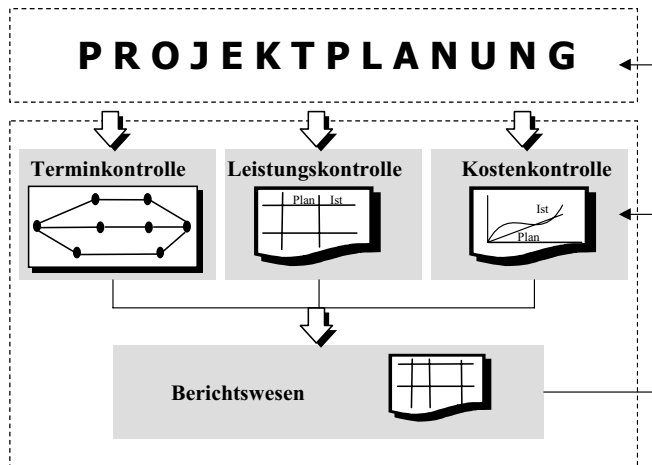 PROJEKTPLANUNG
Terminkontrolle Leistungskontrolle Kostenkontrolle
Plan Ist
Ist
Plan
Berichtswesen